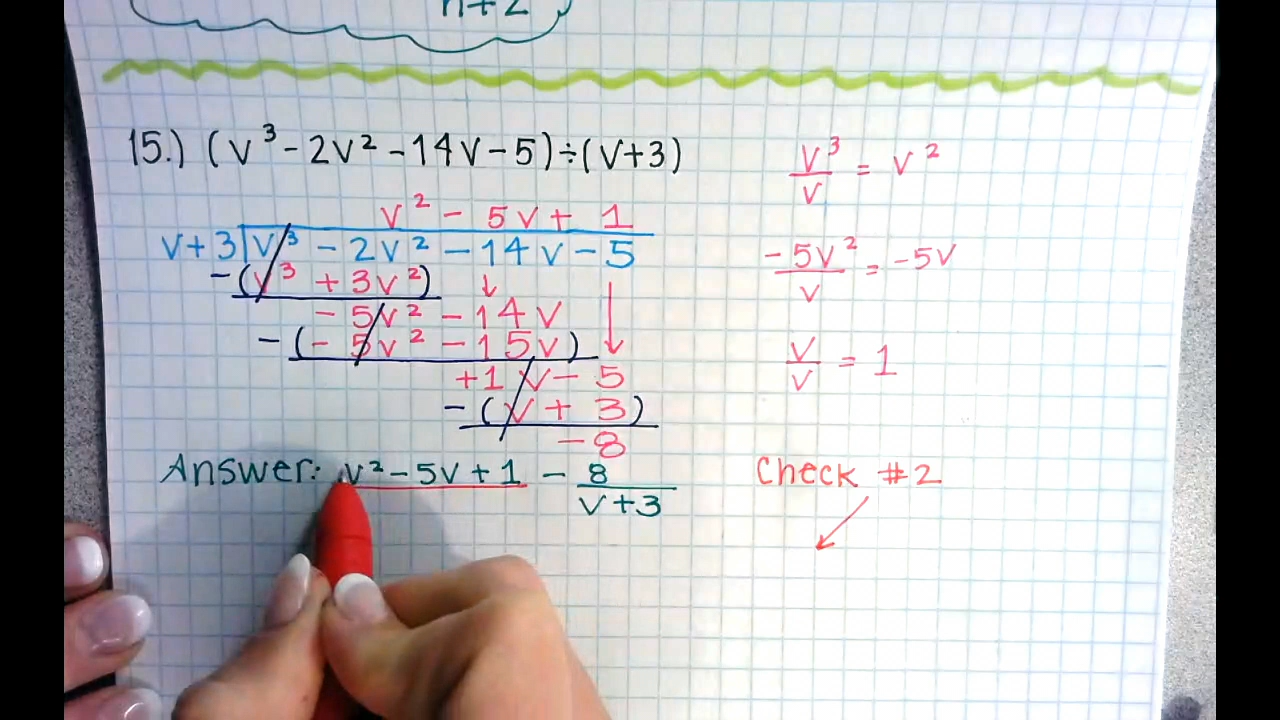 n+2
15.) (v³ - 2v² - 14v - 5) ÷ (v+3)
v² - 5v + 1
v+3 v³ - 2v² - 14v - 5
-(v³ + 3v²)
- 5v² - 14v
-(- 5v² - 15v)
+1v - 5
-(v + 3)
-8
Answer: v² - 5v + 1 - 8
v+3
v³ = v²
v
-5v² = -5v
v
v = 1
v
Check #2